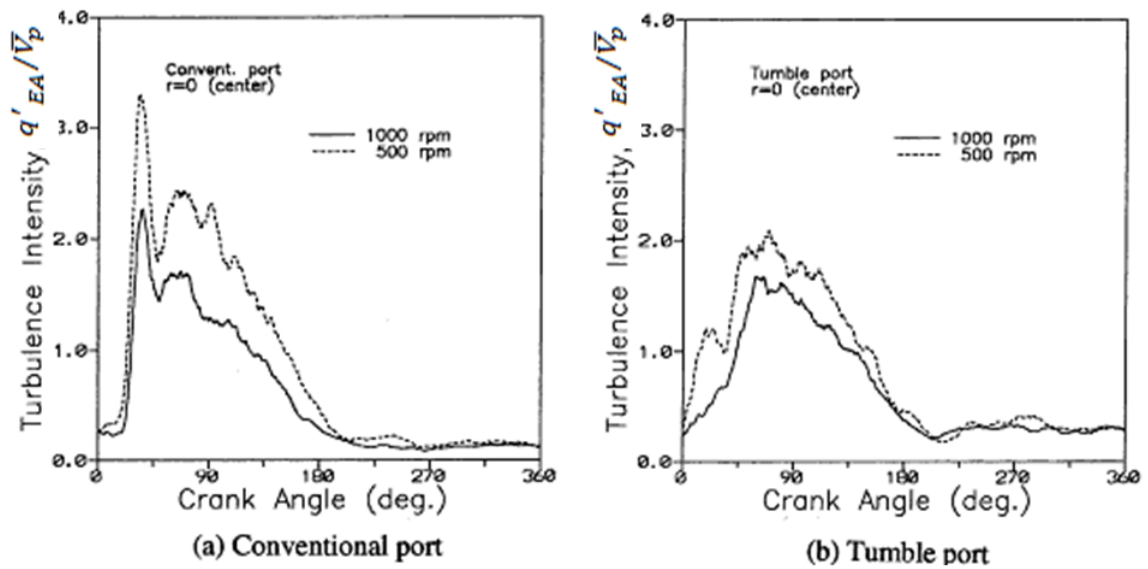 Turbulence Intensity q'EA/V̅p
4.0
3.0
2.0
1.0
0.0
Convent. port
r=0 (center)
1000 rpm
500 rpm
0 90 180 270 360
Crank Angle (deg.)
(a) Conventional port
Turbulence Intensity, q'EA/V̅p
4.0
3.0
2.0
1.0
0.0
Tumble port
r=0 (center)
1000 rpm
500 rpm
0 90 180 270 360
Crank Angle (deg.)
(b) Tumble port